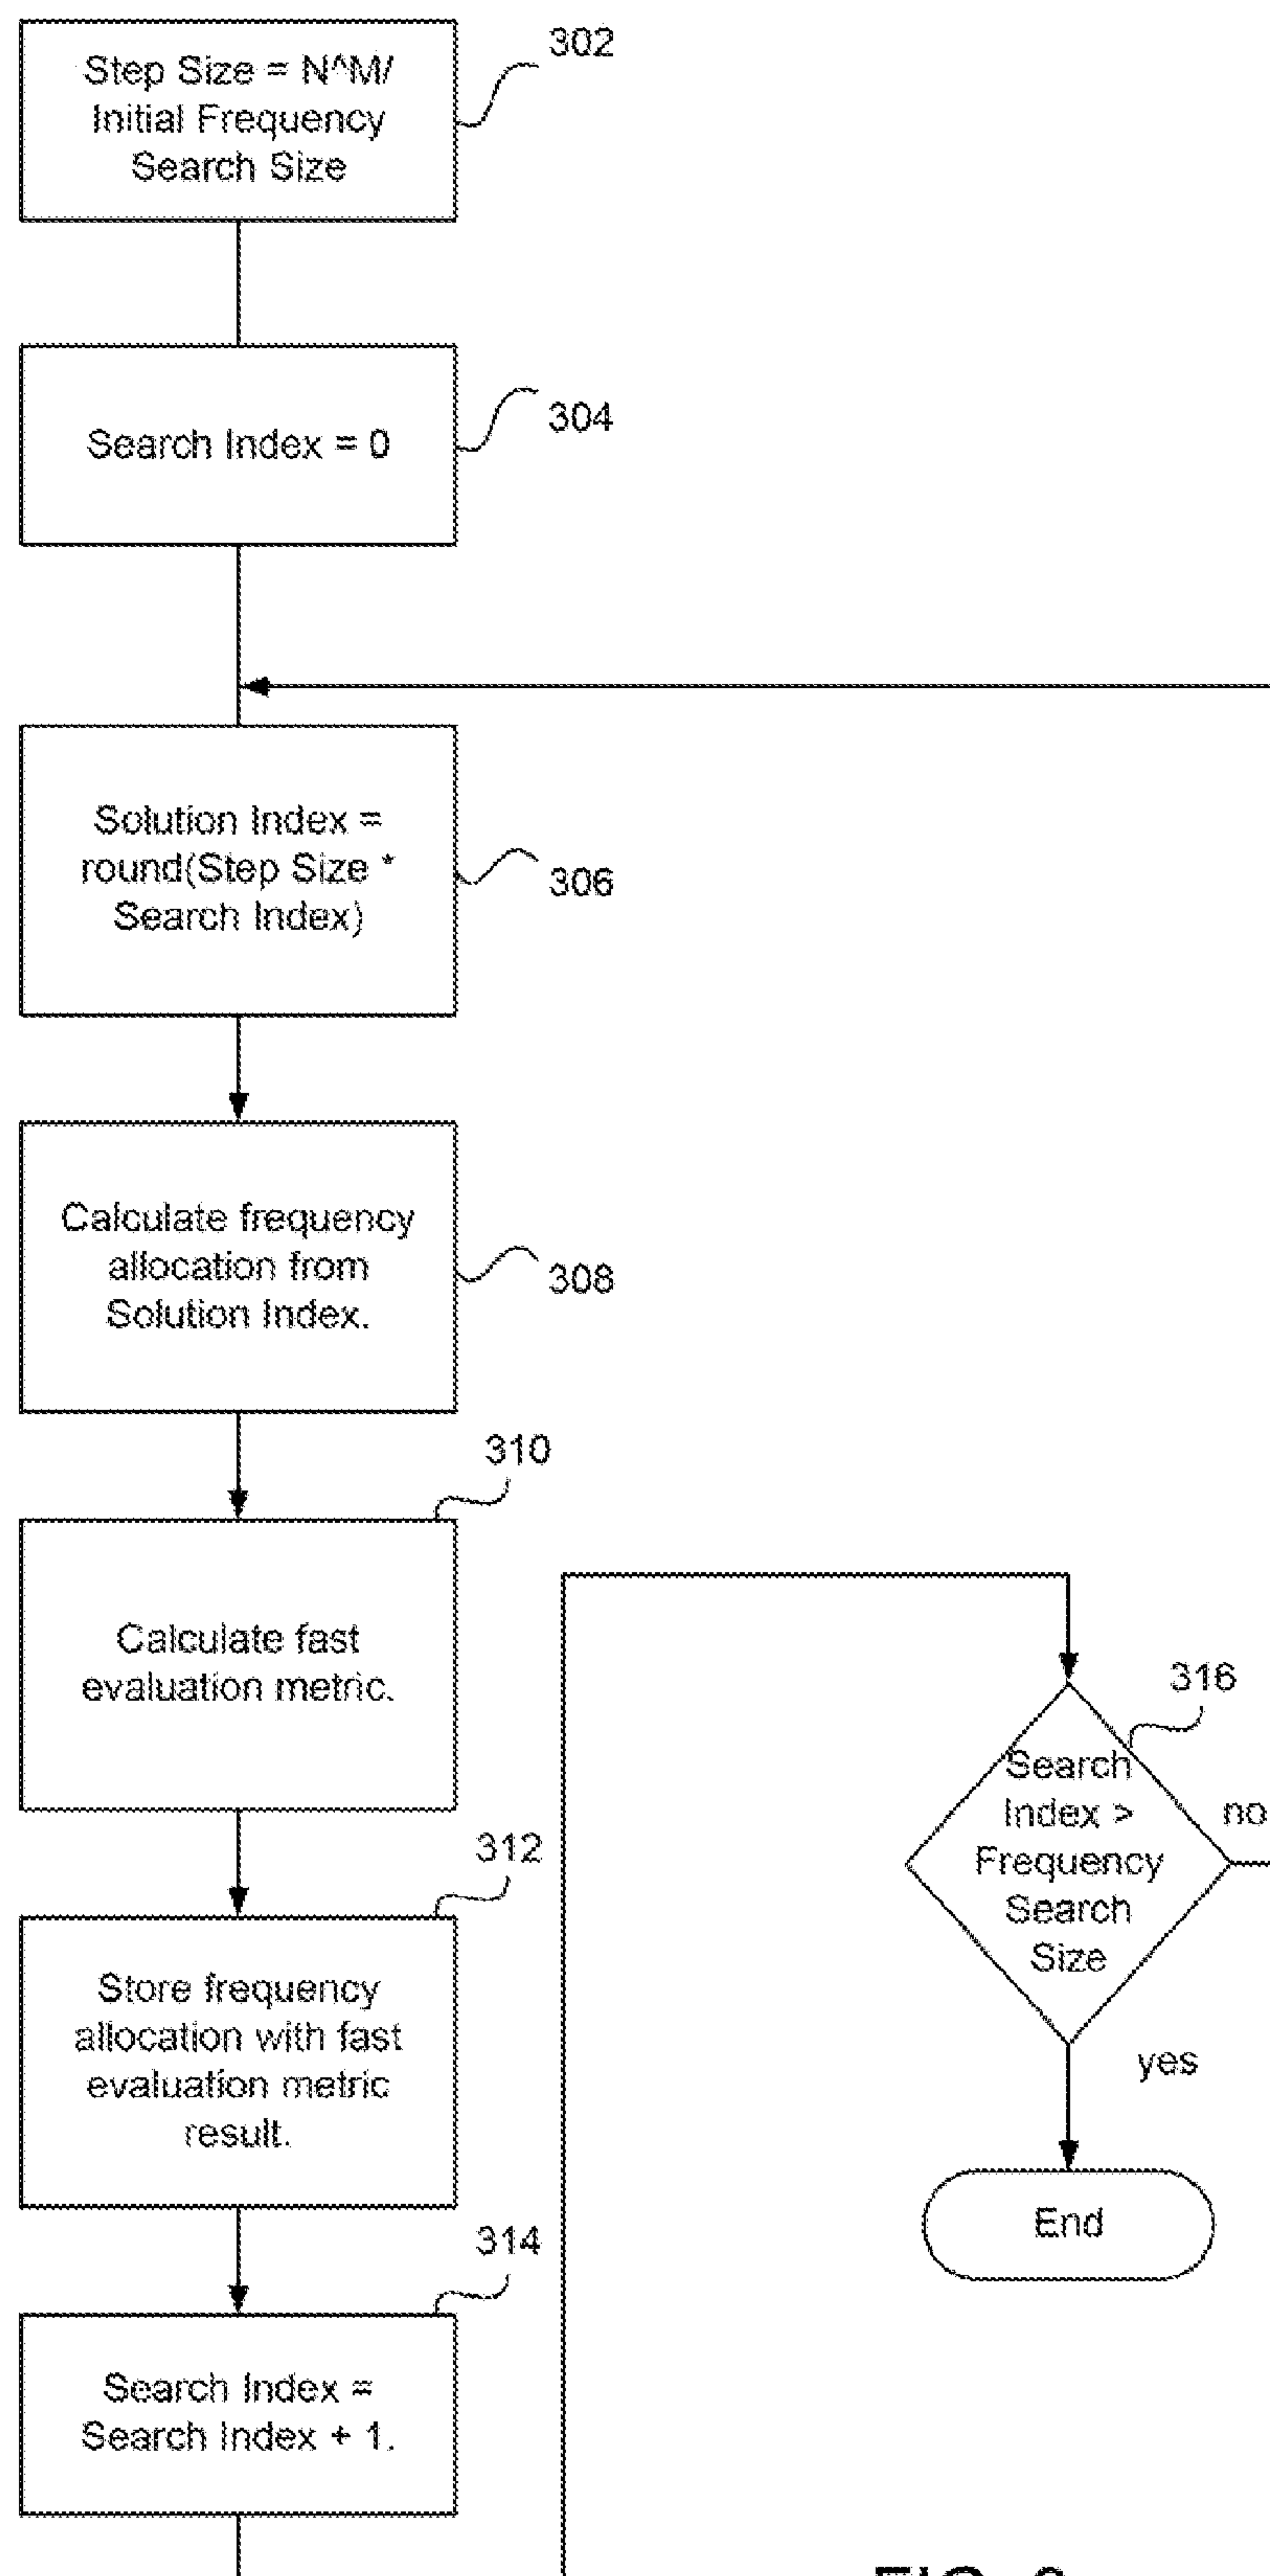 302
Step Size = N^M/
Initial Frequency
Search Size
304
Search Index = 0
306
Solution Index =
round(Step Size *
Search Index)
308
Calculate frequency
allocation from
Solution Index.
310
Calculate fast
evaluation metric.
312
Store frequency
allocation with fast
evaluation metric
result.
314
Search Index =
Search Index + 1.
316
Search
Index >
Frequency
Search
Size
no
yes
End